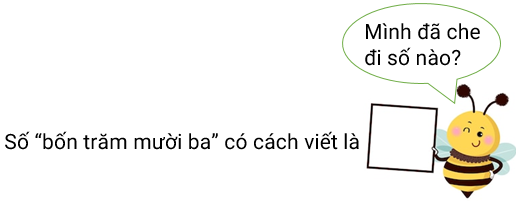 Mình đã che
đi số nào?
Số “bốn trăm mười ba” có cách viết là